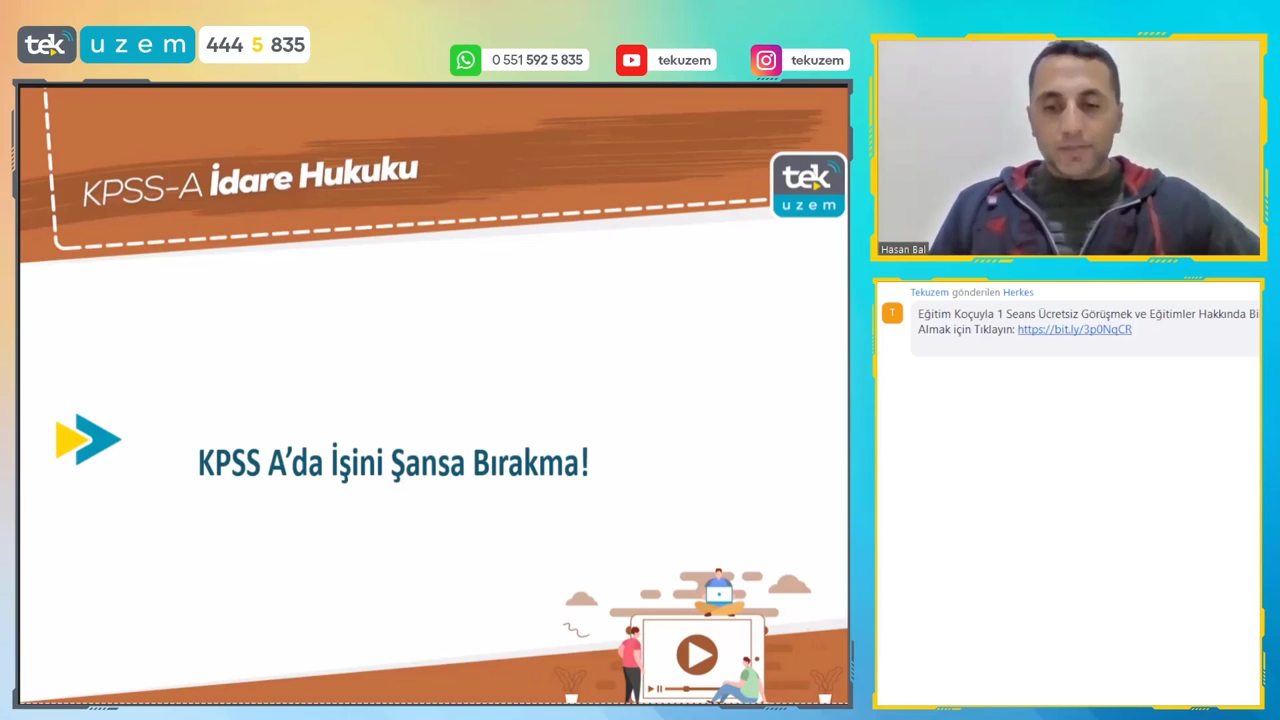 tek uzem 444 5 835
0 551 592 5 835
tekuzem
tekuzem
KPSS-A İdare Hukuku
tek
uzem
KPSS A’da İşini Şansa Bırakma!
Hasan Bal
Tekuzem gönderilen Herkes
T
Eğitim Koçuyla 1 Seans Ücretsiz Görüşmek ve Eğitimler Hakkında Bi
Almak için Tıklayın: https://bit.ly/3p0NqCR